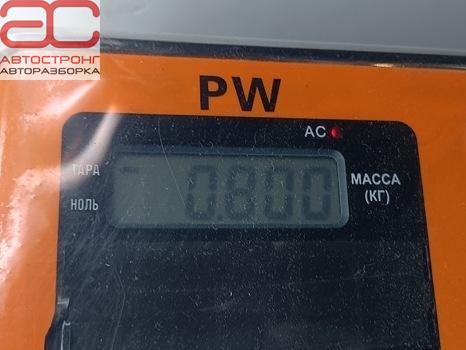 АС
АВТОСТРОНГ
АВТОРАЗБОРКА
PW
AC
ТАРА
0.800
МАССА
(КГ)
НОЛЬ